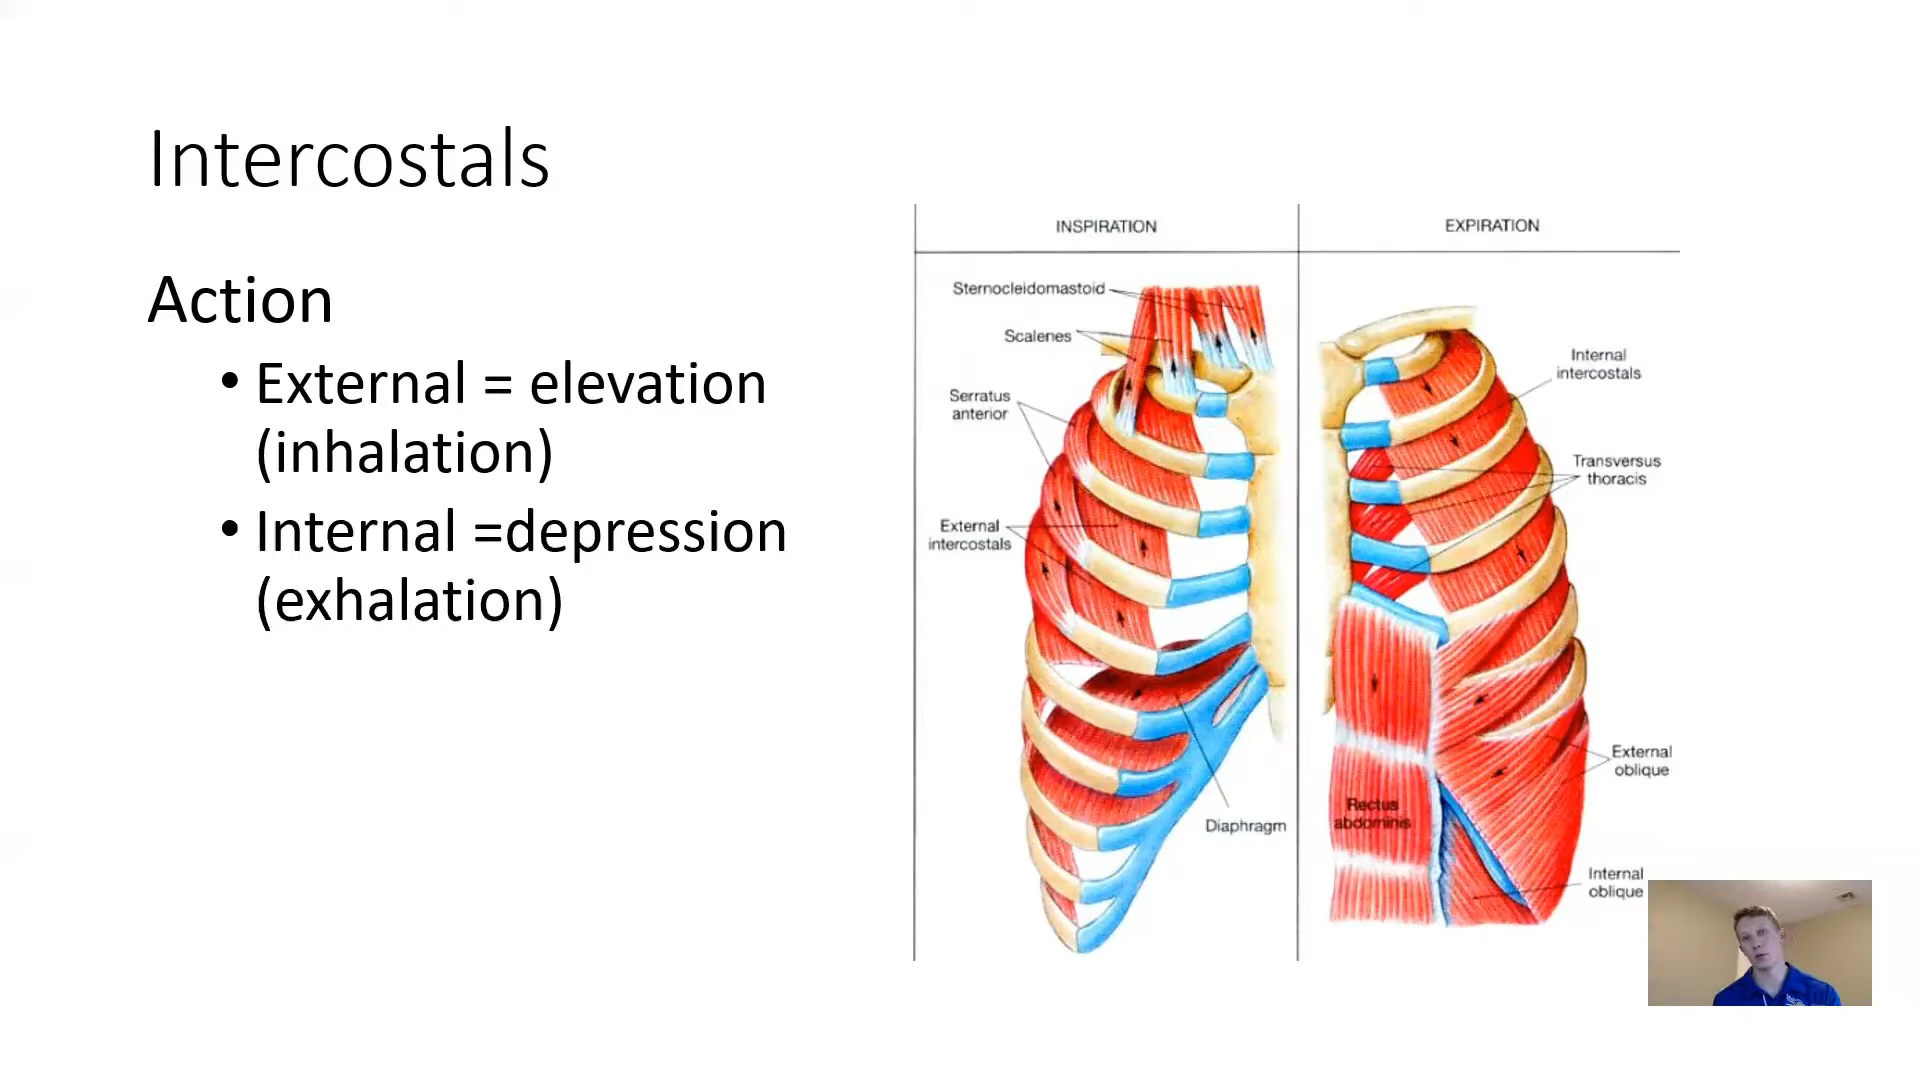 Intercostals
Action
• External = elevation
(inhalation)
• Internal =depression
(exhalation)
INSPIRATION
Sternocleidomastoid
Scalenes
Serratus
anterior
External
intercostals
Diaphragm
EXPIRATION
Internal
intercostals
Transversus
thoracis
External
oblique
Rectus
abdominis
Internal
oblique